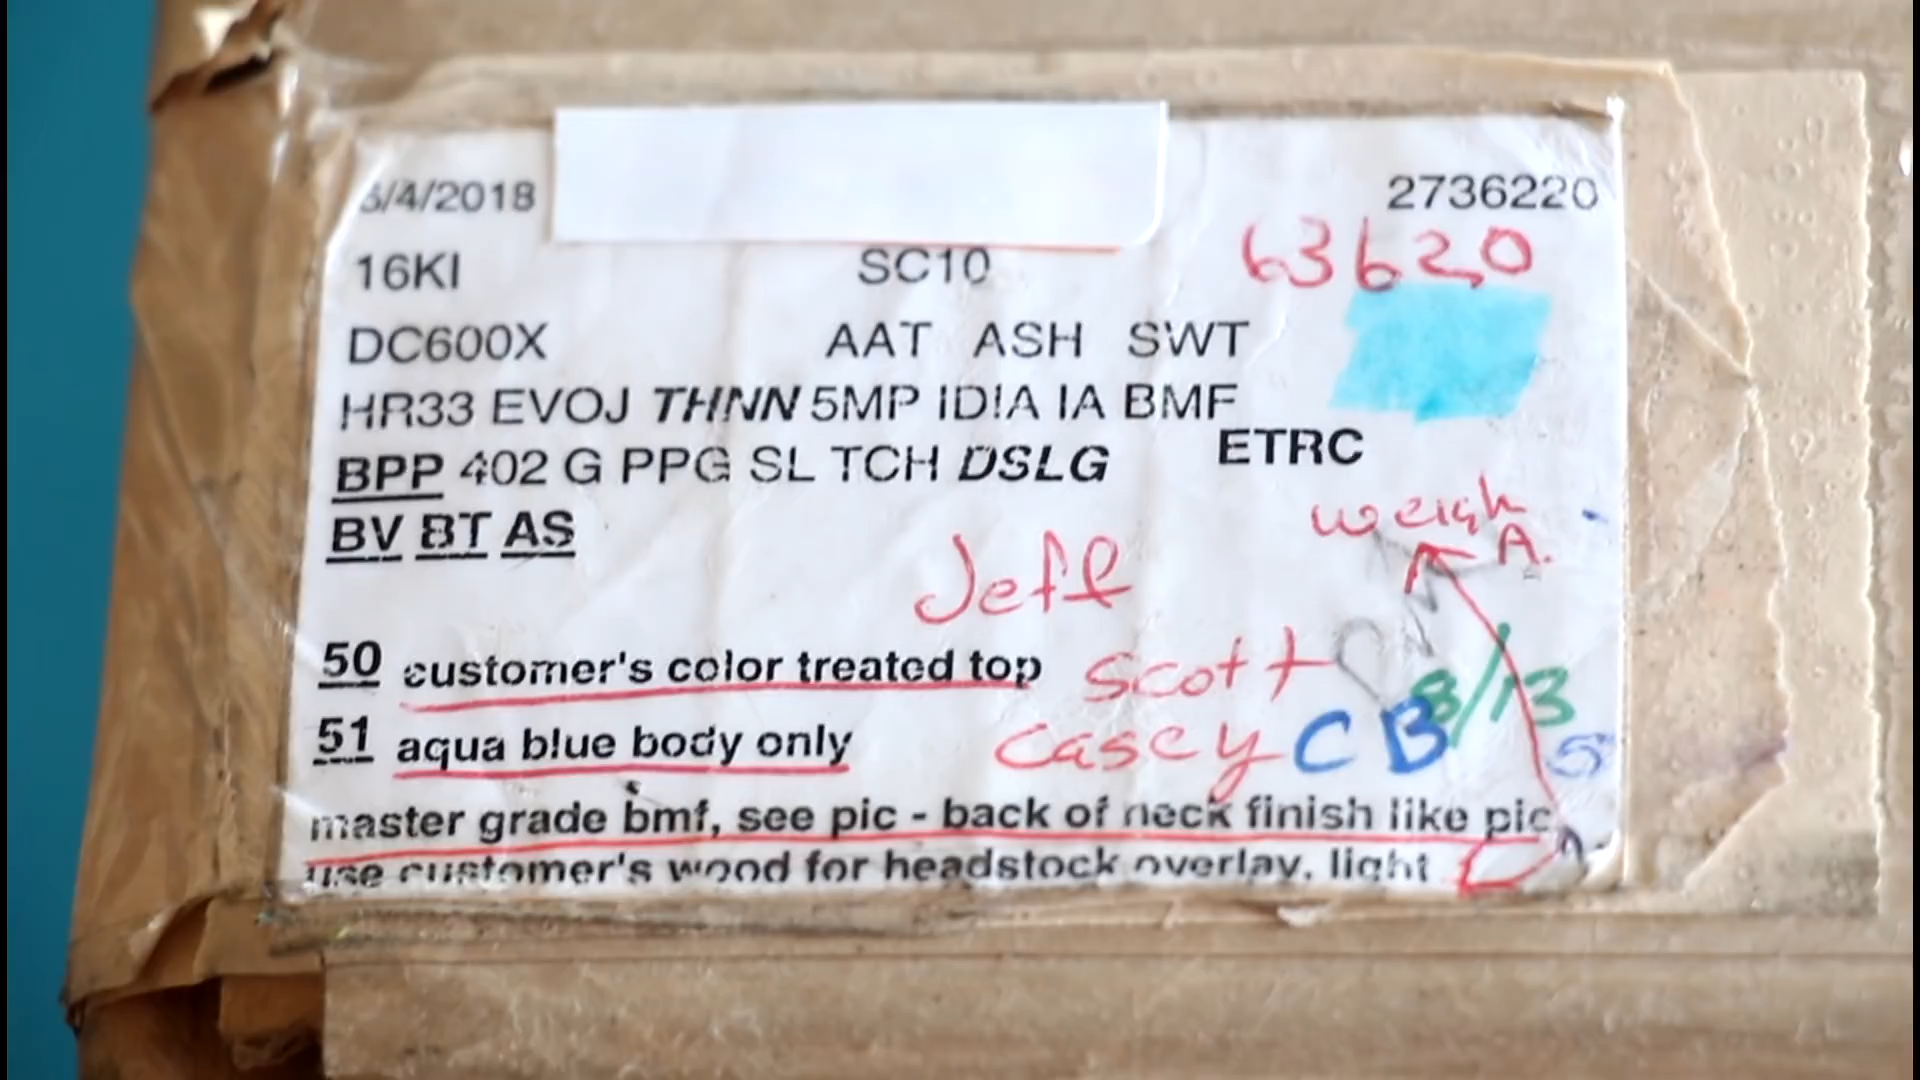 5/4/2018 2736220
63620
16KI SC10
DC600X AAT ASH SWT
HR33 EVOJ THNN 5MP IDIA IA BMF
ETRC
BPP 402 G PPG SL TCH DSLG
BV BT AS
weigh
A.
Jeff
50 customer's color treated top
Scott
8/13
51 aqua blue body only
Casey CB
master grade bmf, see pic - back of neck finish like pic
use customer's wood for headstock overlay, light